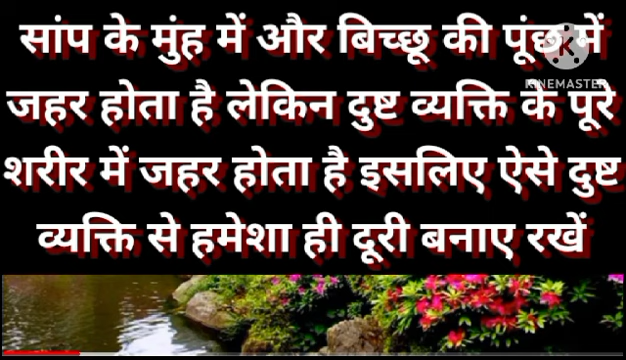 सांप के मुंह में और बिच्छू की पूंछ में
KINEMASTER
जहर होता है लेकिन दुष्ट व्यक्ति के पूरे
शरीर में जहर होता है इसलिए ऐसे दुष्ट
व्यक्ति से हमेशा ही दूरी बनाए रखें